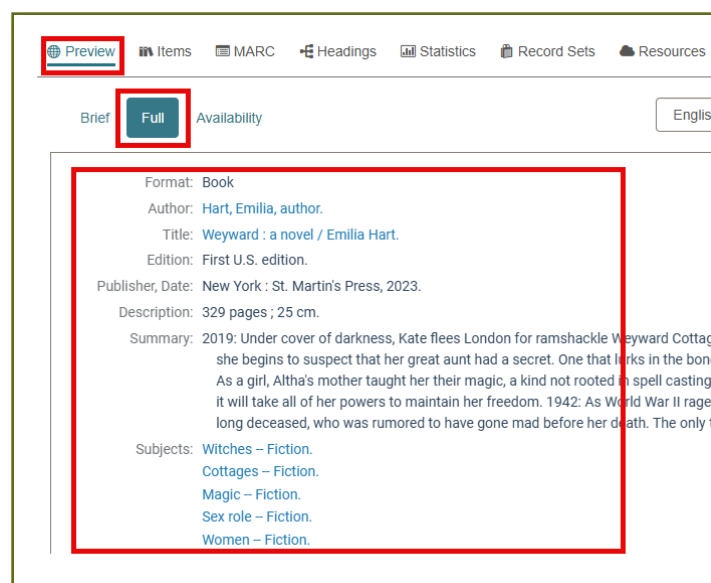 Preview Items MARC Headings Statistics Record Sets Resources
Brief Full Availability Englis
Format: Book
Author: Hart, Emilia, author.
Title: Weyward : a novel / Emilia Hart.
Edition: First U.S. edition.
Publisher, Date: New York : St. Martin's Press, 2023.
Description: 329 pages ; 25 cm.
Summary: 2019: Under cover of darkness, Kate flees London for ramshackle Weyward Cottag
she begins to suspect that her great aunt had a secret. One that lurks in the bon
As a girl, Altha's mother taught her their magic, a kind not rooted in spell casting
it will take all of her powers to maintain her freedom. 1942: As World War II rage
long deceased, who was rumored to have gone mad before her death. The only
Subjects: Witches -- Fiction.
Cottages -- Fiction.
Magic -- Fiction.
Sex role -- Fiction.
Women -- Fiction.